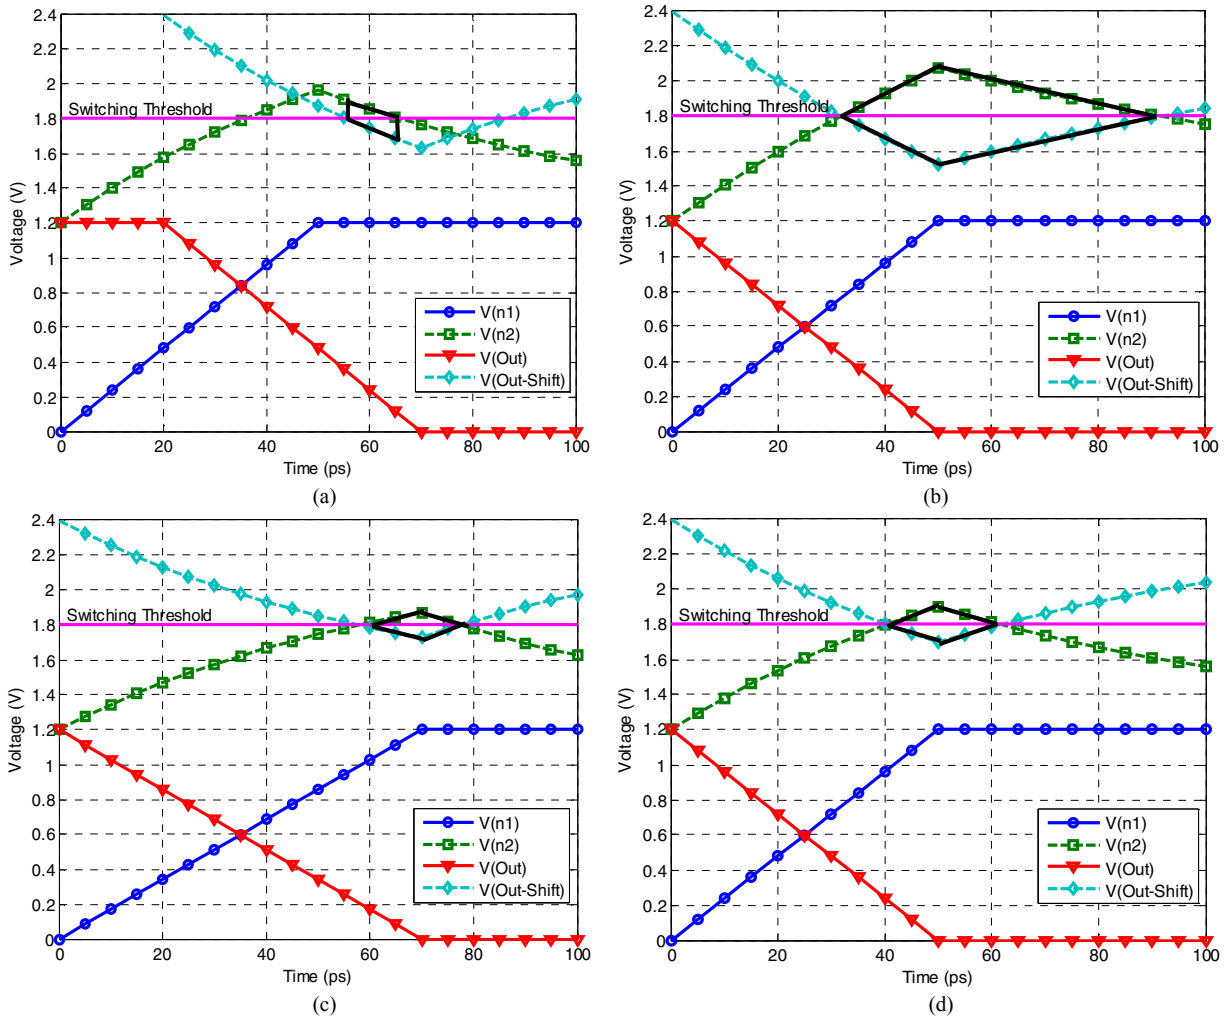 2.4
2.2
2
1.8
1.6
1.4
1.2
1
0.8
0.6
0.4
0.2
0
Voltage (V)
Switching Threshold
V(n1)
V(n2)
V(Out)
V(Out-Shift)
0 20 40 60 80 100
Time (ps)
(a)
2.4
2.2
2
1.8
1.6
1.4
1.2
1
0.8
0.6
0.4
0.2
0
Voltage (V)
Switching Threshold
V(n1)
V(n2)
V(Out)
V(Out-Shift)
0 20 40 60 80 100
Time (ps)
(b)
2.4
2.2
2
1.8
1.6
1.4
1.2
1
0.8
0.6
0.4
0.2
0
Voltage (V)
Switching Threshold
V(n1)
V(n2)
V(Out)
V(Out-Shift)
0 20 40 60 80 100
Time (ps)
(c)
2.4
2.2
2
1.8
1.6
1.4
1.2
1
0.8
0.6
0.4
0.2
0
Voltage (V)
Switching Threshold
V(n1)
V(n2)
V(Out)
V(Out-Shift)
0 20 40 60 80 100
Time (ps)
(d)